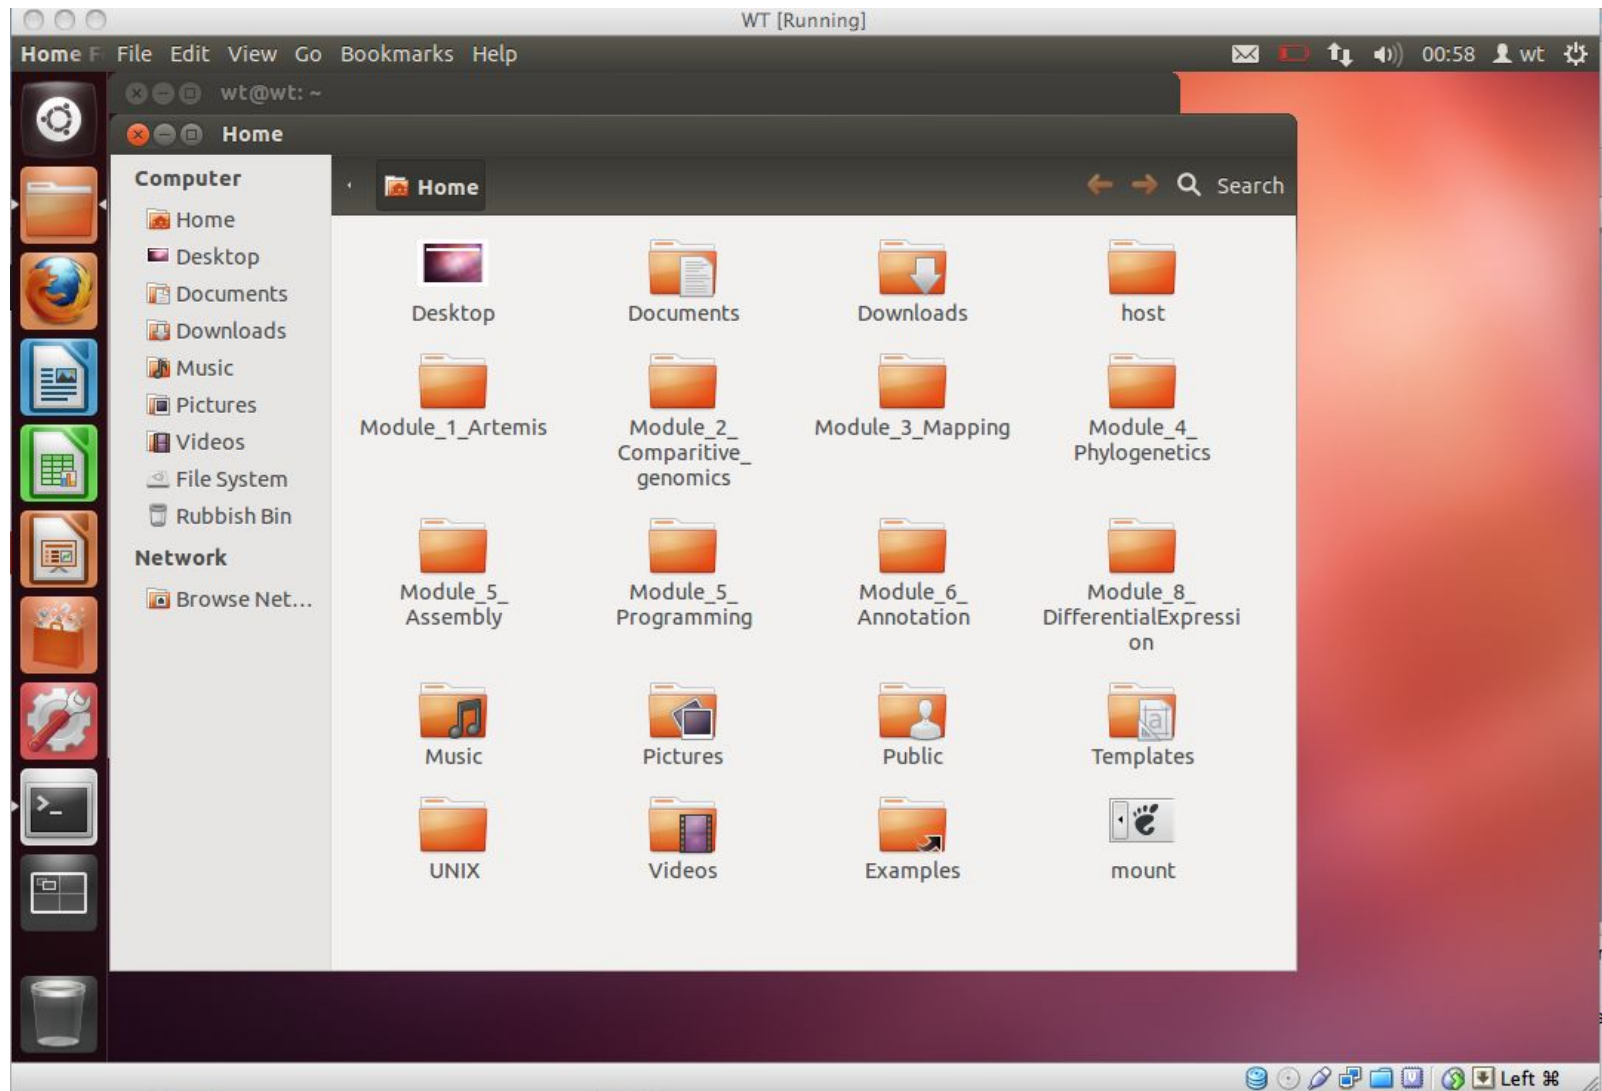 WT [Running]
Home F File Edit View Go Bookmarks Help 00:58 wt
wt@wt: ~
Home
Computer
Home
Desktop
Documents
Downloads
Music
Pictures
Videos
File System
Rubbish Bin
Network
Browse Net...
Home Search
Desktop Documents Downloads host
Module_1_Artemis Module_2_ Module_3_Mapping Module_4_
Comparitive_ Phylogenetics
genomics
Module_5_ Module_5_ Module_6_ Module_8_
Assembly Programming Annotation DifferentialExpressi
on
Music Pictures Public Templates
UNIX Videos Examples mount
Left ⌘